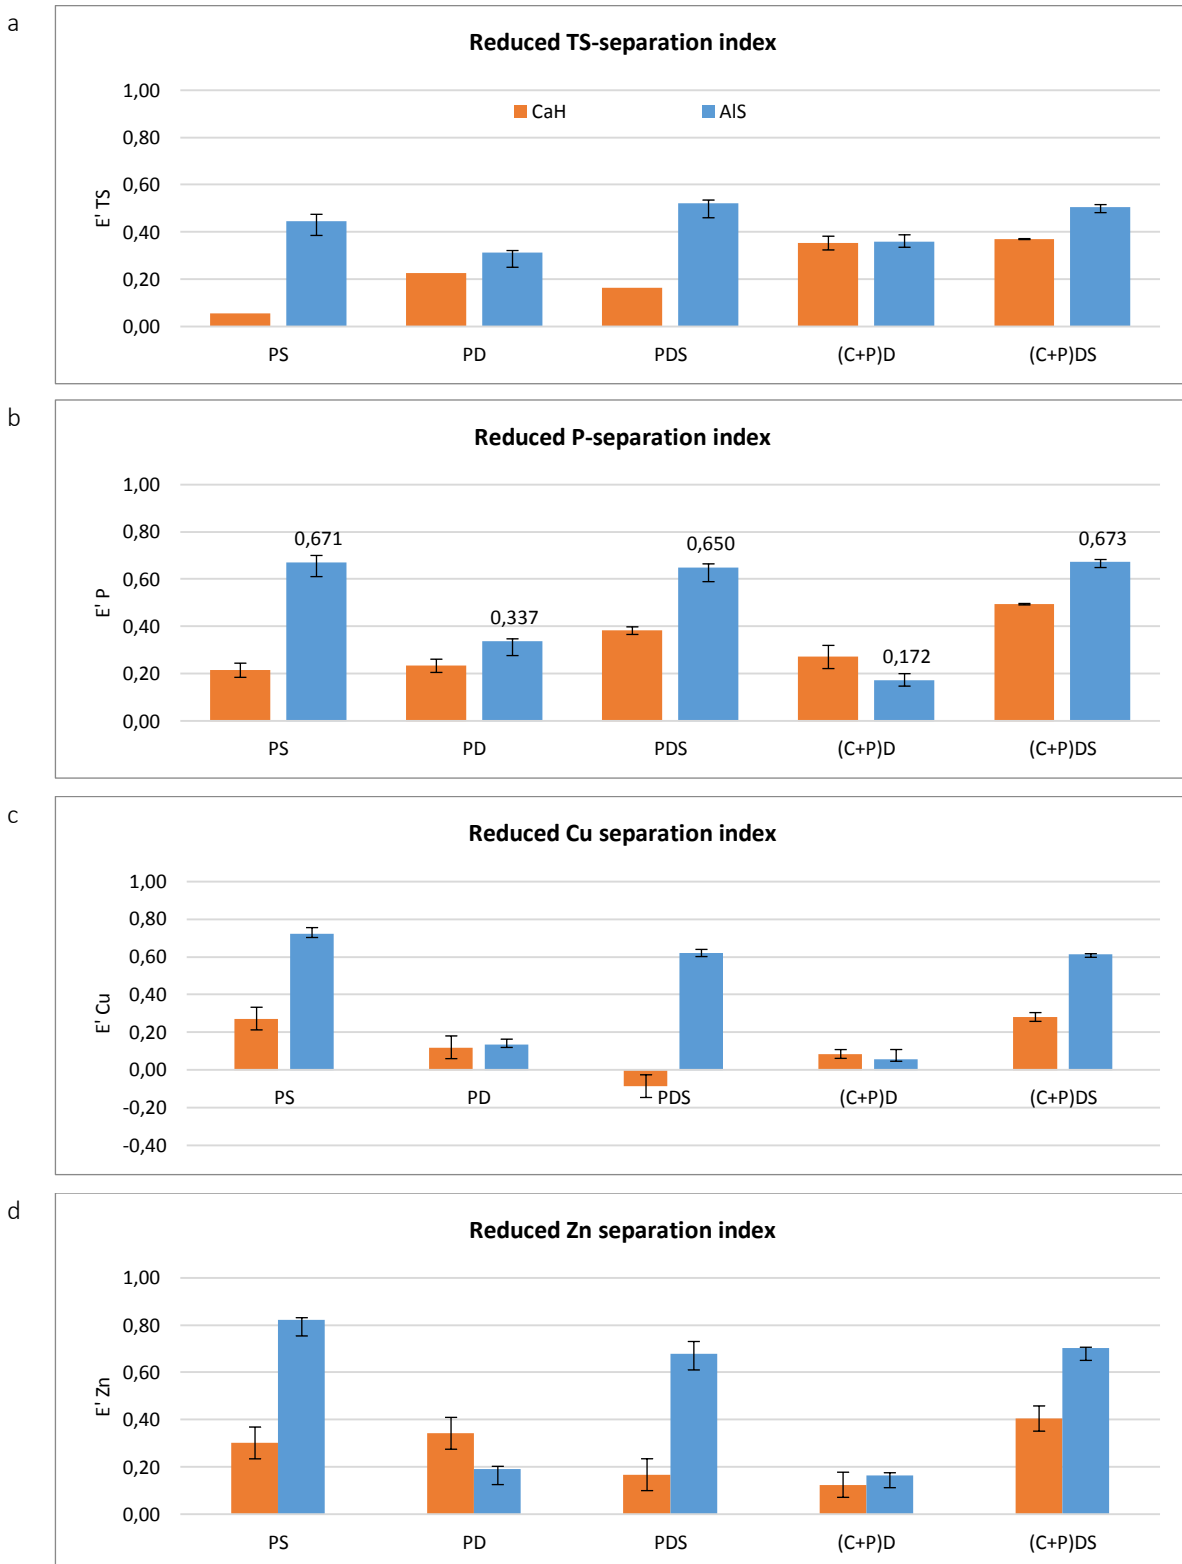 a
Reduced TS-separation index
1,00
CaH AlS
0,80
0,60
0,40
0,20
0,00
E' TS
PS PD PDS (C+P)D (C+P)DS
b
Reduced P-separation index
1,00
0,80
0,60
0,40
0,20
0,00
E' P
0,671 0,337 0,650 0,172 0,673
PS PD PDS (C+P)D (C+P)DS
c
Reduced Cu separation index
1,00
0,80
0,60
0,40
0,20
0,00
-0,20
-0,40
E' Cu
PS PD PDS (C+P)D (C+P)DS
d
Reduced Zn separation index
1,00
0,80
0,60
0,40
0,20
0,00
E' Zn
PS PD PDS (C+P)D (C+P)DS